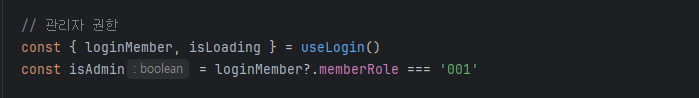 // 관리자 권한
const { loginMember, isLoading } = useLogin()
const isAdmin : boolean = loginMember?.memberRole === '001'